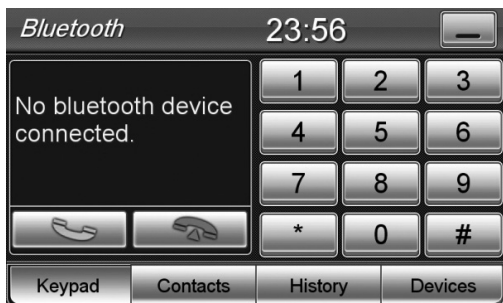 Bluetooth 23:56
No bluetooth device
connected.
1 2 3
4 5 6
7 8 9
* 0 #
Keypad Contacts History Devices